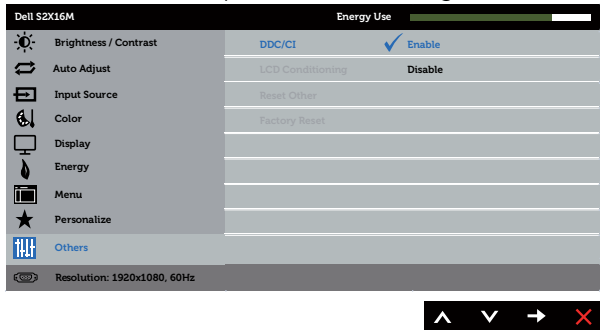 Dell S2X16M Energy Use
Brightness / Contrast DDC/CI Enable
Auto Adjust LCD Conditioning Disable
Input Source Reset Other
Color Factory Reset
Display
Energy
Menu
Personalize
Others
Resolution: 1920x1080, 60Hz